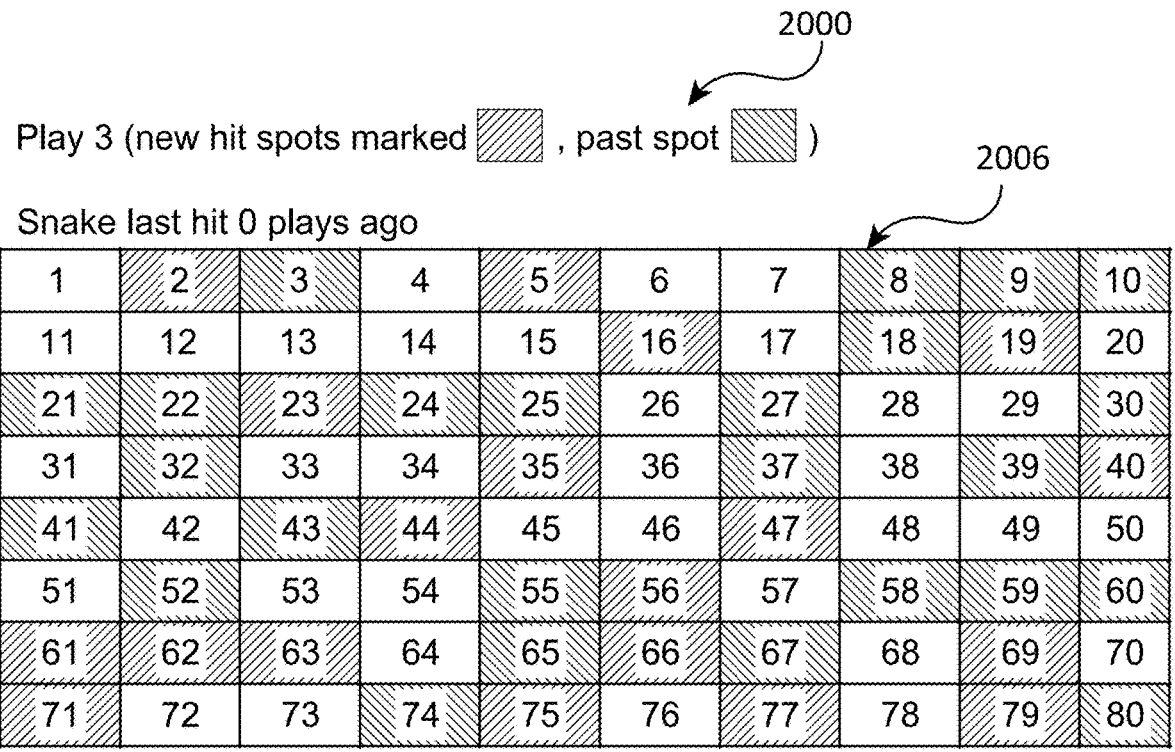 2000
Play 3 (new hit spots marked , past spot )
2006
Snake last hit 0 plays ago
1 2 3 4 5 6 7 8 9 10
11 12 13 14 15 16 17 18 19 20
21 22 23 24 25 26 27 28 29 30
31 32 33 34 35 36 37 38 39 40
41 42 43 44 45 46 47 48 49 50
51 52 53 54 55 56 57 58 59 60
61 62 63 64 65 66 67 68 69 70
71 72 73 74 75 76 77 78 79 80